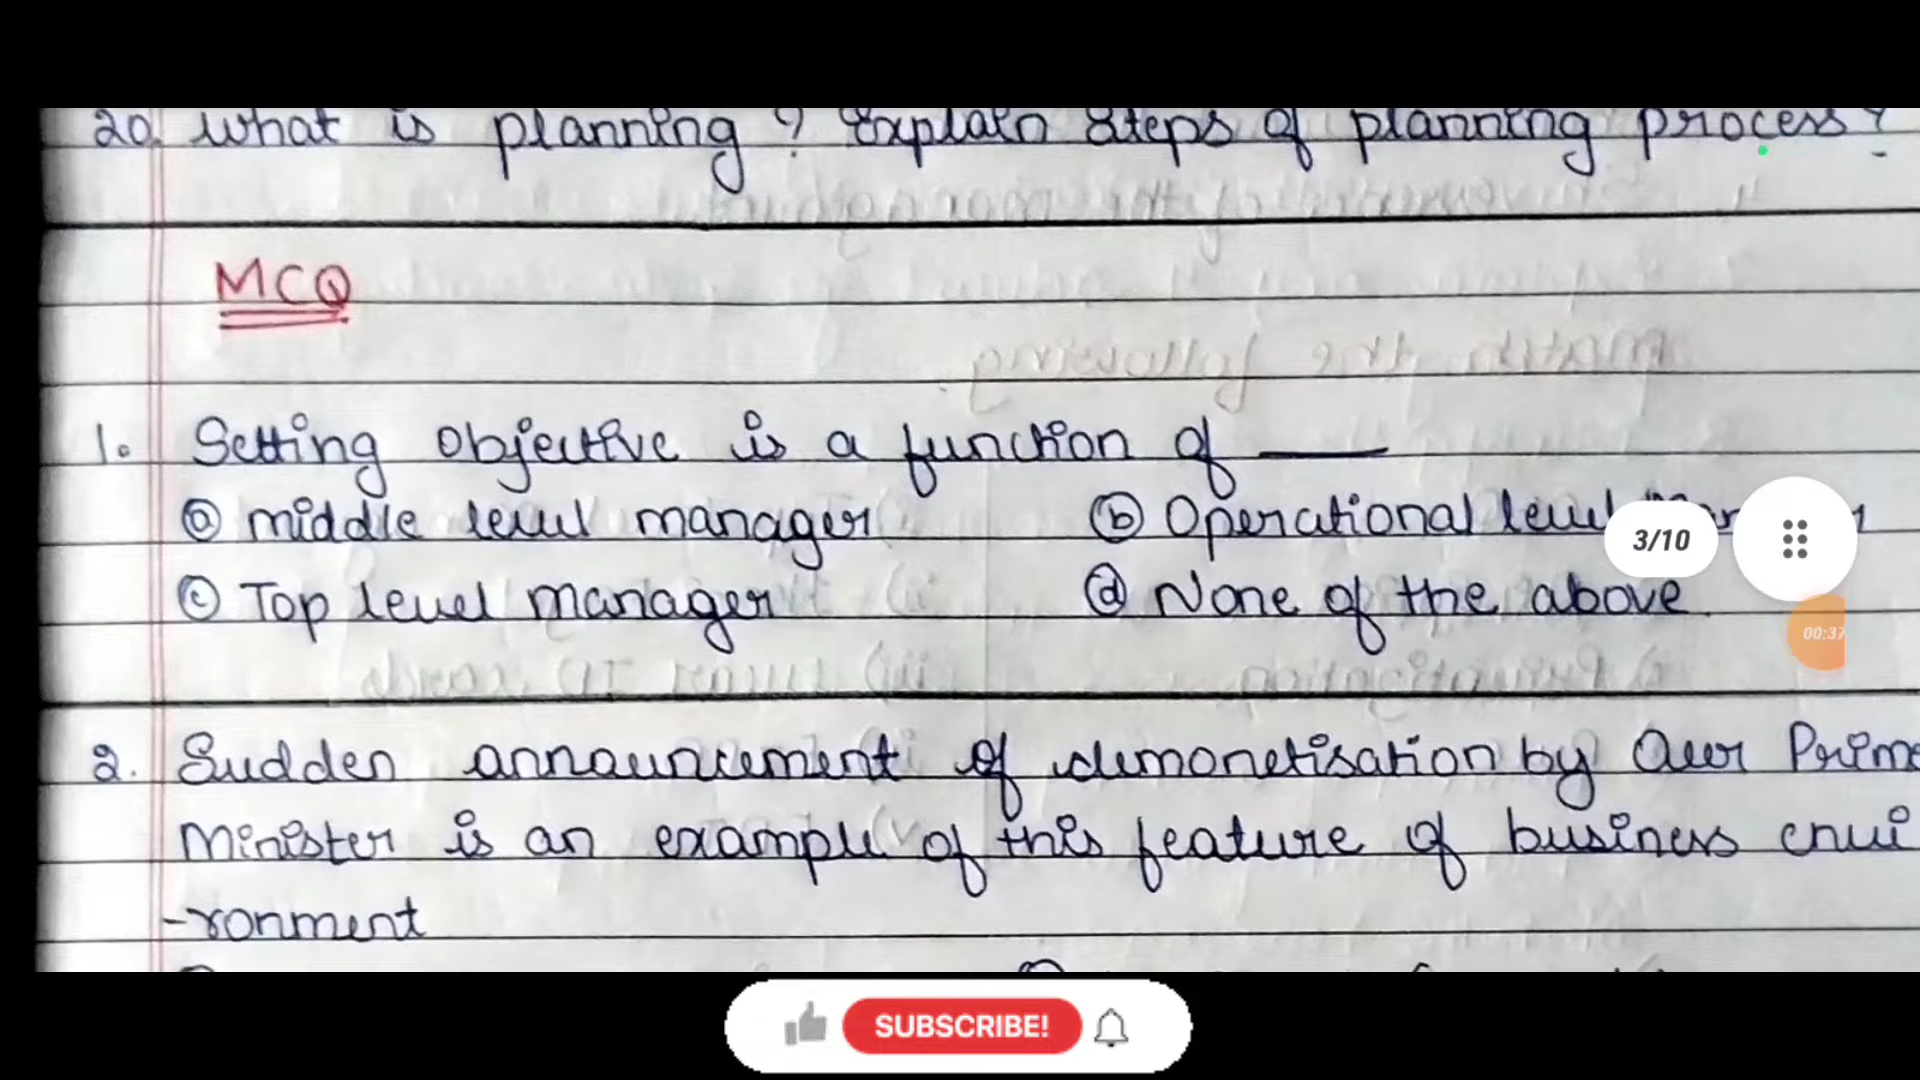 20. What is planning ? Explain Steps of planning process?
MCQ
1. Setting Objective is a function of ____
ⓐ middle level manager ⓑ Operational level
3/10
ⓒ Top level manager ⓓ None of the above.
00:37
2. Sudden announcement of demonetisation by Our Prime
Minister is an example of this feature of business envi
-ronment
SUBSCRIBE!